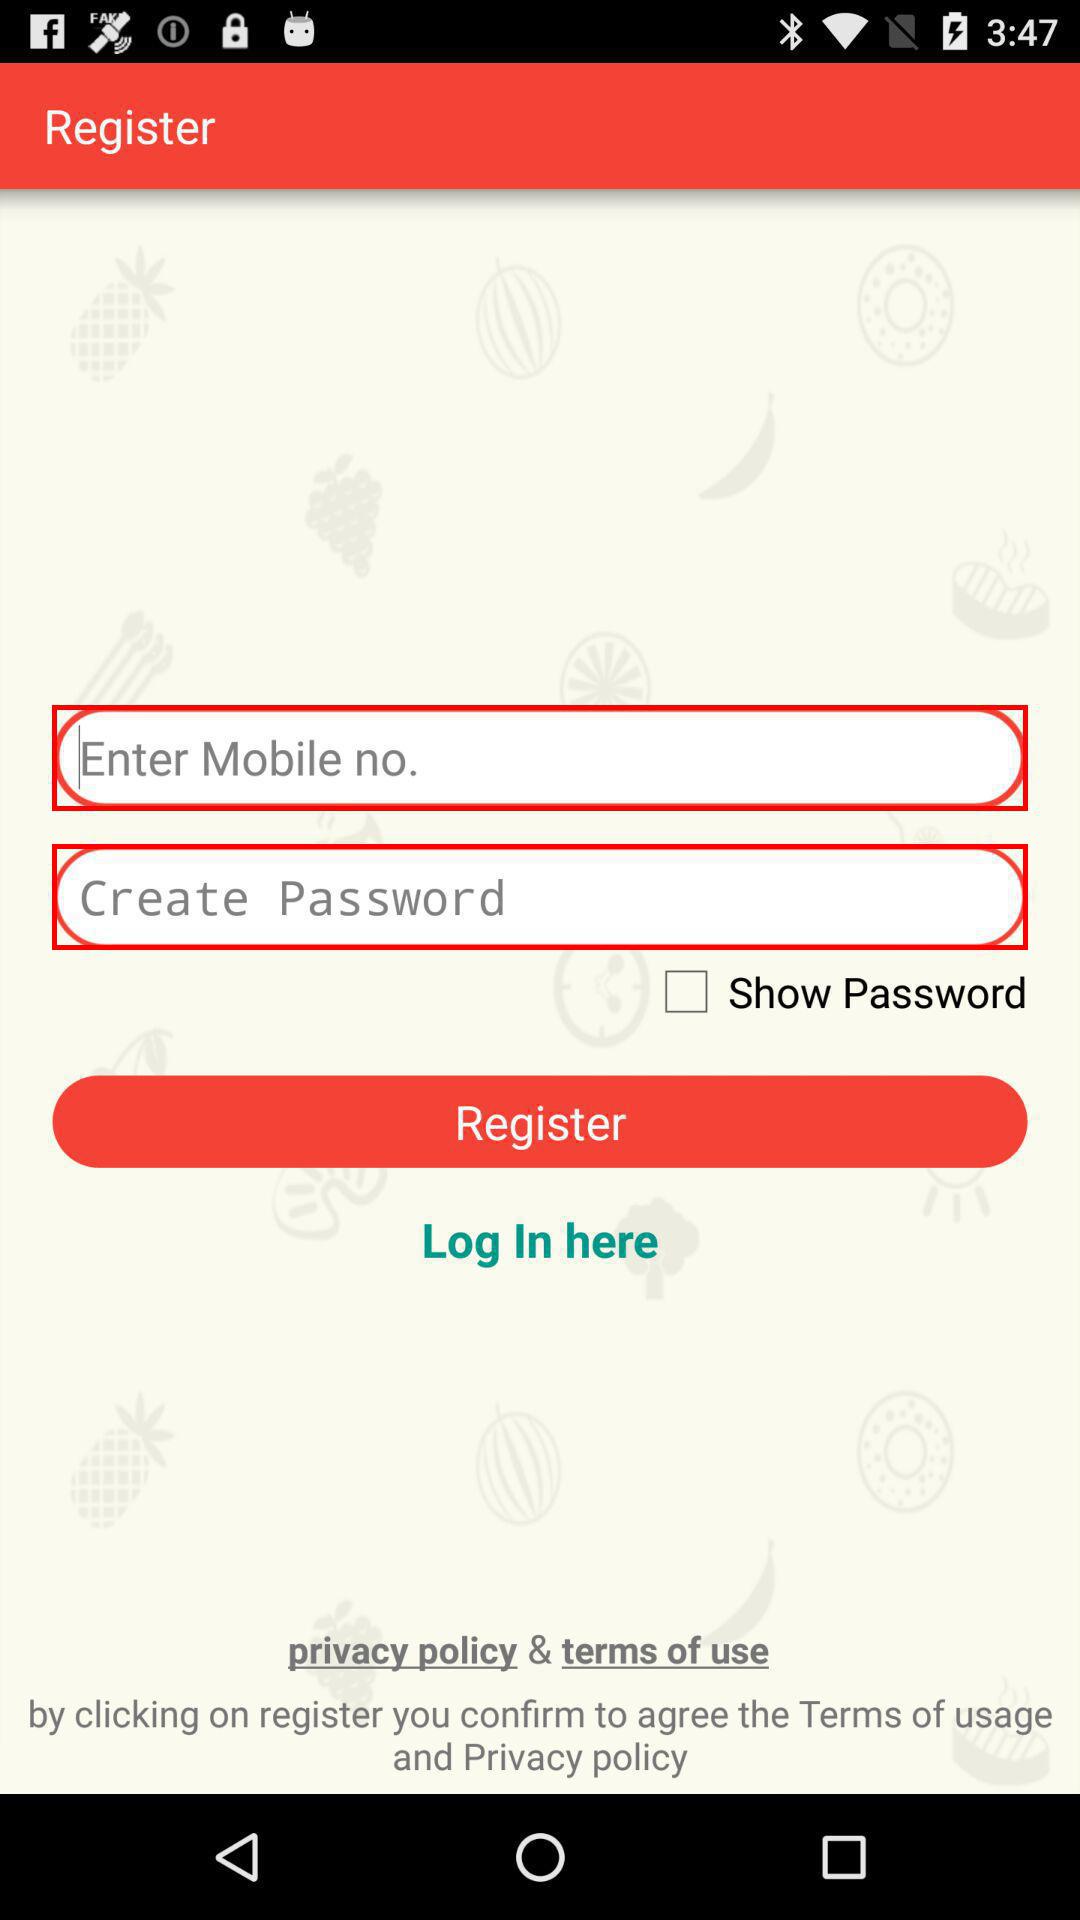 FAKE
3:47
Register
Enter Mobile no.
Create Password
Show Password
Register
Log In here
privacy policy & terms of use
by clicking on register you confirm to agree the Terms of usage
and Privacy policy